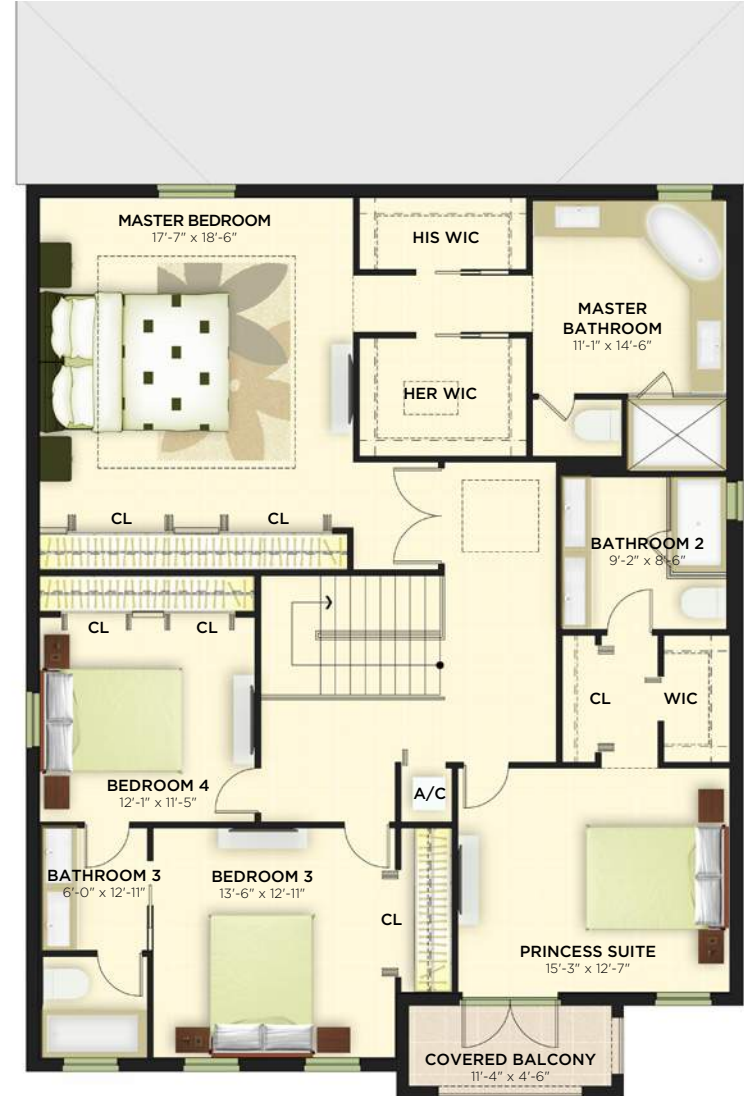 MASTER BEDROOM
17'-7" x 18'-6"
HIS WIC
MASTER
BATHROOM
11'-1" x 14'-6"
HER WIC
CL
CL
BATHROOM 2
9'-2" x 8'-6"
CL
CL
CL
WIC
BEDROOM 4
12'-1" x 11'-5"
A/C
BATHROOM 3
6'-0" x 12'-11"
BEDROOM 3
13'-6" x 12'-11"
CL
PRINCESS SUITE
15'-3" x 12'-7"
COVERED BALCONY
11'-4" x 4'-6"